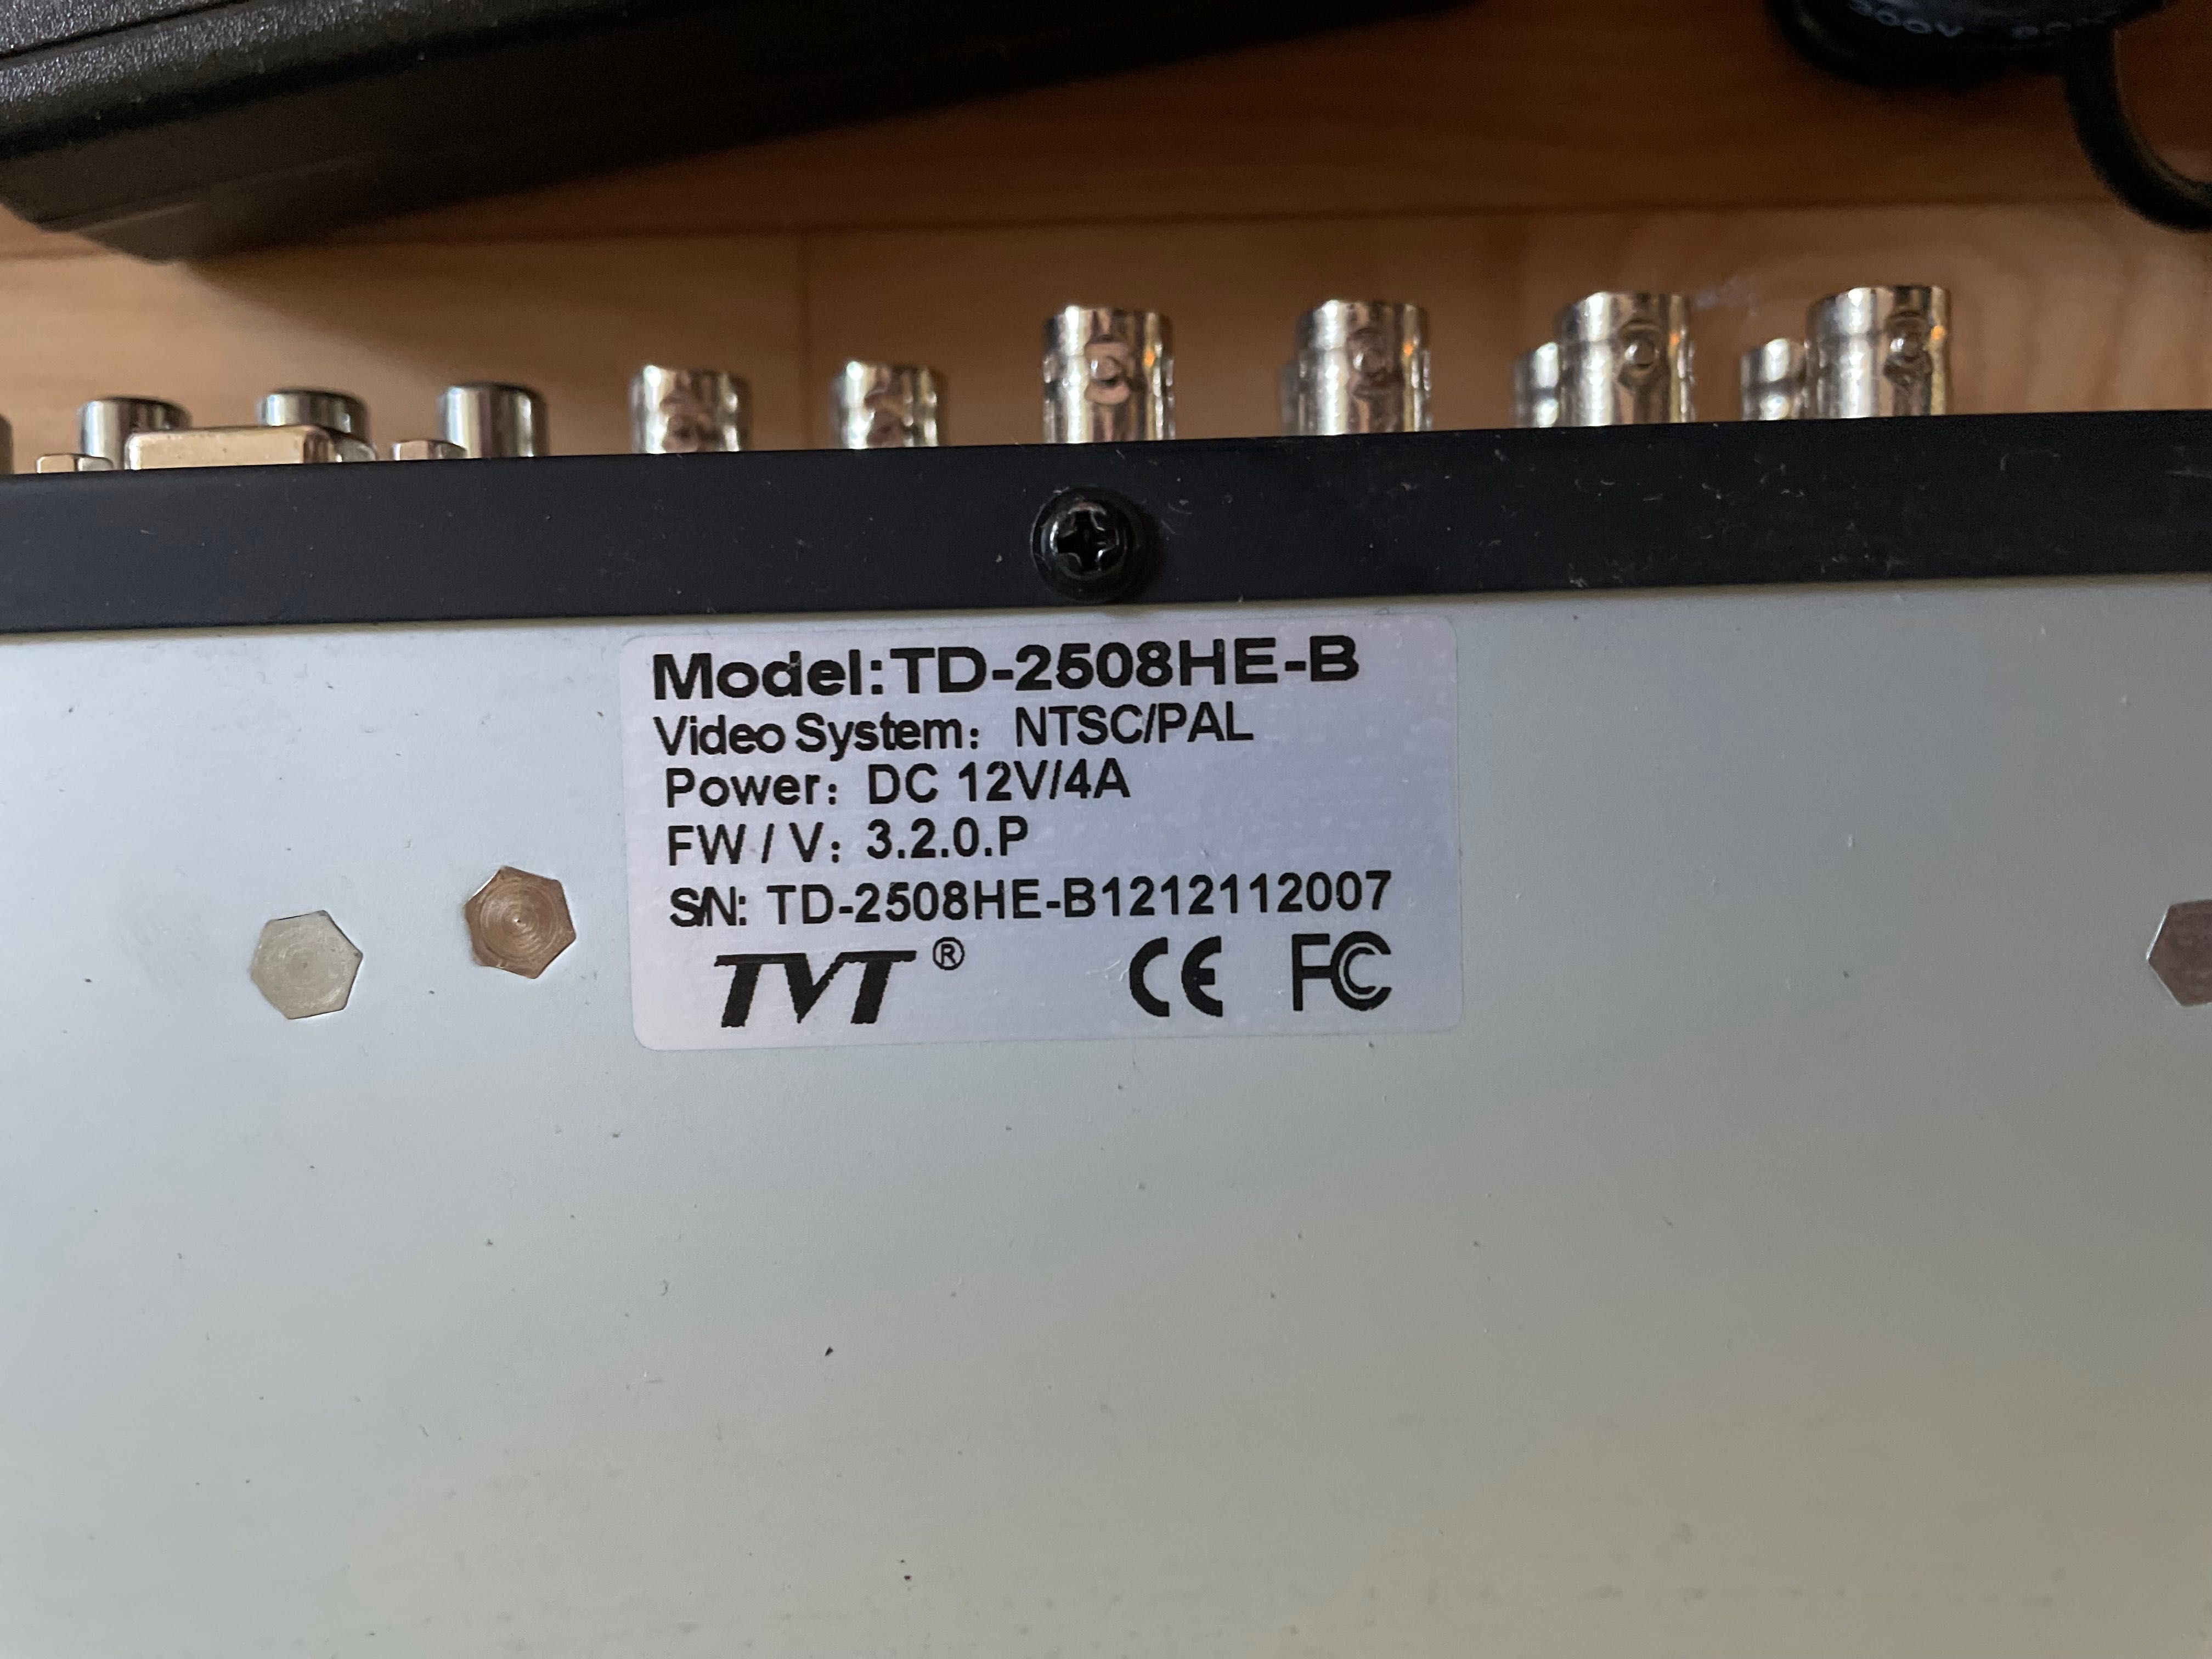 300V
Model:TD-2508HE-B
Video System: NTSC/PAL
Power: DC 12V/4A
FW / V: 3.2.0.P
S/N: TD-2508HE-B1212112007
TVT ® CE FC